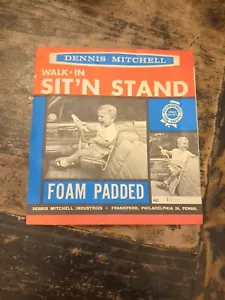 DENNIS MITCHELL
WALK-IN
SIT'N STAND
FOAM PADDED
DENNIS MITCHELL INDUSTRIES • FRANKFORD, PHILADELPHIA 24, PENNA.